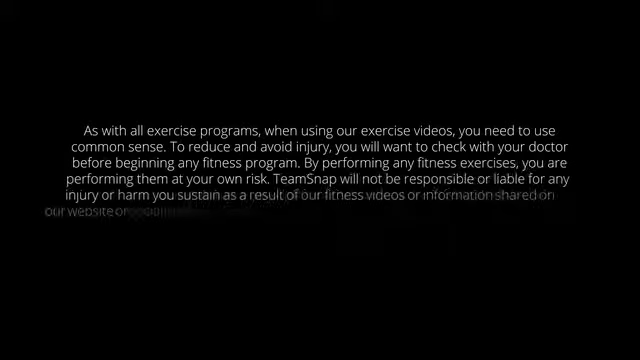 As with all exercise programs, when using our exercise videos, you need to use
common sense. To reduce and avoid injury, you will want to check with your doctor
before beginning any fitness program. By performing any fitness exercises, you are
performing them at your own risk. TeamSnap will not be responsible or liable for any
injury or harm you sustain as a result of our fitness videos or information shared on
our website or